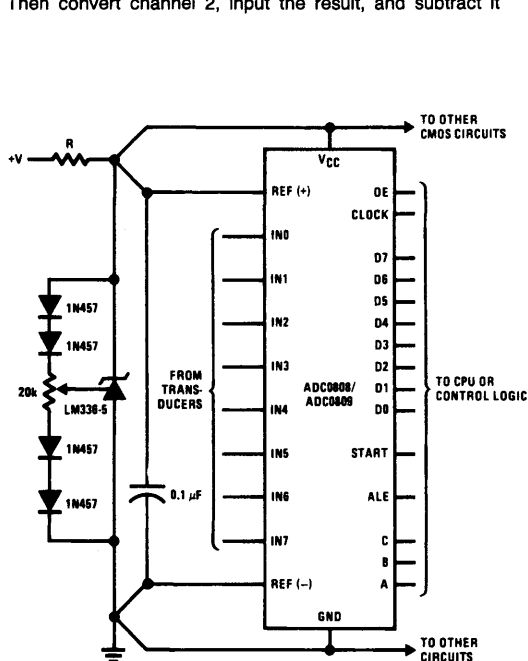 Then convert channel 2, input the result, and subtract it
TO OTHER
CMOS CIRCUITS
R
+V
VCC
REF (+)
OE
CLOCK
IN0
IN1
IN2
IN3
IN4
IN5
IN6
IN7
REF (−)
D7
D6
D5
D4
D3
D2
D1
D0
START
ALE
C
B
A
1N457
1N457
20k
LM336-5
1N457
1N457
FROM
TRANS-
DUCERS
0.1 μF
ADC0808/
ADC0809
TO CPU OR
CONTROL LOGIC
GND
TO OTHER
CIRCUITS